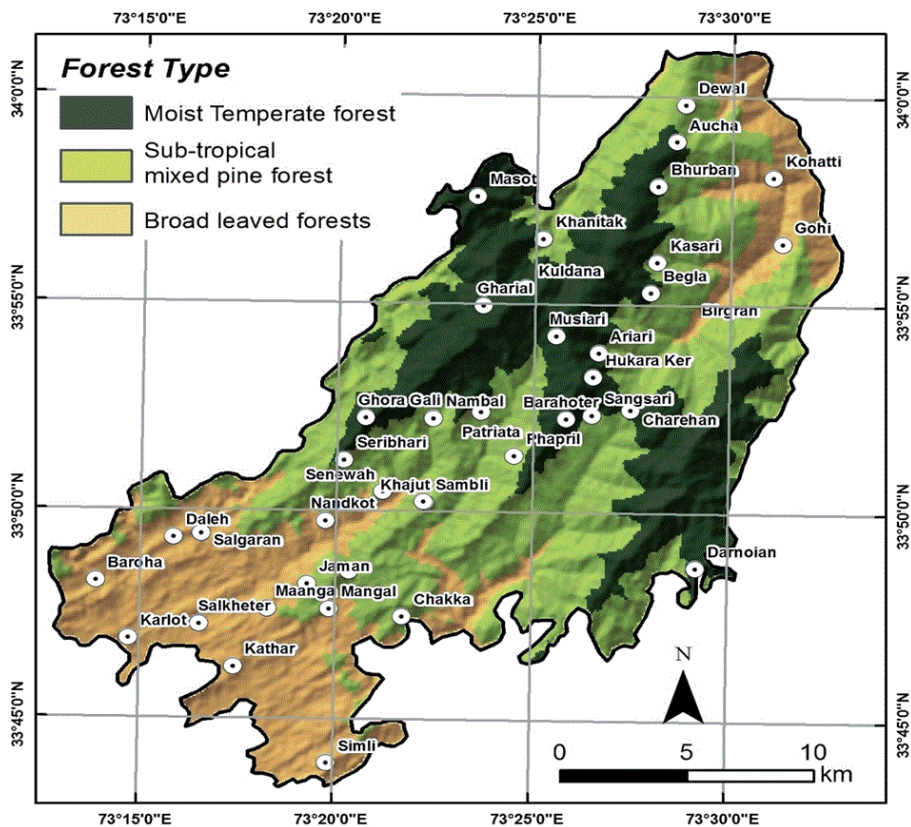 73°15'0"E
73°20'0"E
73°25'0"E
73°30'0"E
34°0'0"N
34°0'0"N
Forest Type
Moist Temperate forest
Sub-tropical
mixed pine forest
Broad leaved forests
Dewal
Aucha
Kohatti
Bhurban
Masot
Khanitak
Gohi
Kasari
Kuldana
Begla
Gharial
33°55'0"N
33°55'0"N
Birgran
Musiari
Ariari
Hukara Ker
Ghora Gali
Nambal
Barahoter
Sangsari
Charehan
Patriata
Phapril
Seribhari
Senewah
Khajut
Sambli
33°50'0"N
33°50'0"N
Nandkot
Daleh
Salgaran
Darnoian
Baroha
Jaman
Maanga
Mangal
Salkheter
Chakka
Karlot
Kathar
N
33°45'0"N
33°45'0"N
Simli
0
5
10
km
73°15'0"E
73°20'0"E
73°25'0"E
73°30'0"E